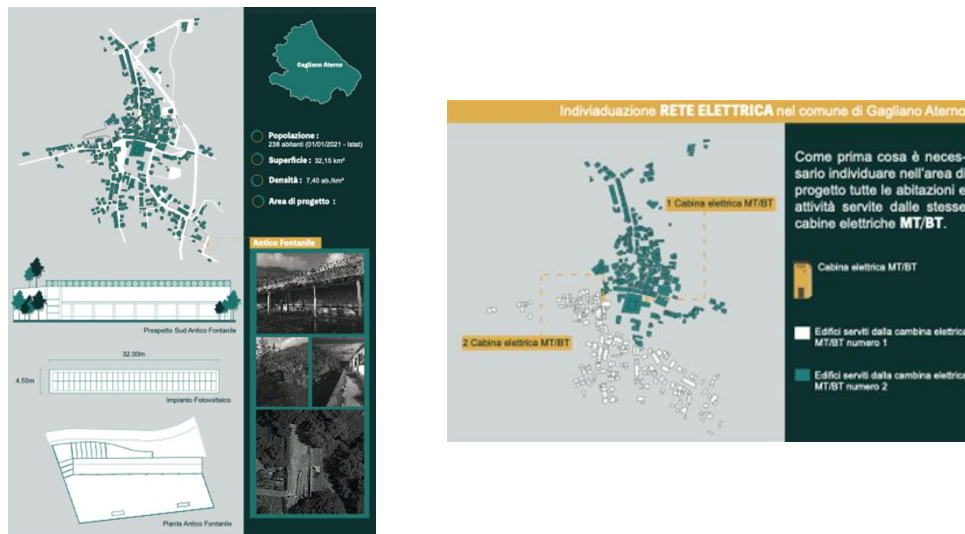 Gagliano Aterno
Popolazione :
238 abitanti (01/01/2021 - Istat)
Superficie : 32,15 km²
Densità : 7,40 ab./km²
Area di progetto :
Antico Fontanile
Prospetto Sud Antico Fontanile
32.00m
4.50m
Impianto Fotovoltaico
Pianta Antico Fontanile
Indiviaduazione RETE ELETTRICA nel comune di Gagliano Aterno
1 Cabina elettrica MT/BT
2 Cabina elettrica MT/BT
Come prima cosa è neces-
sario individuare nell'area di
progetto tutte le abitazioni e
attività servite dalle stesse
cabine elettriche MT/BT.
Cabina elettrica MT/BT
Edifici serviti dalla cambina elettrica
MT/BT numero 1
Edifici serviti dalla cambina elettrica
MT/BT numero 2